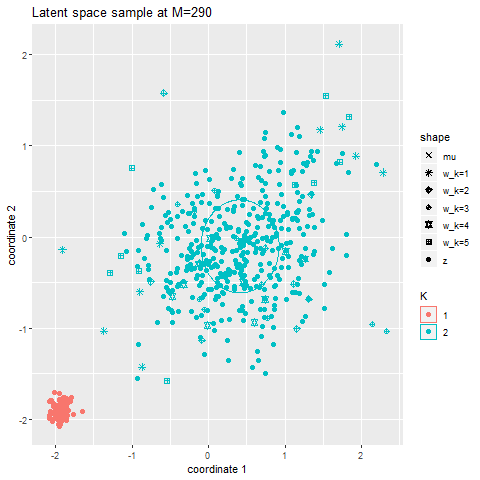 Latent space sample at M=290
coordinate 2
2
1
0
-1
-2
-2
-1
0
1
2
coordinate 1
shape
mu
w_k=1
w_k=2
w_k=3
w_k=4
w_k=5
z
K
1
2